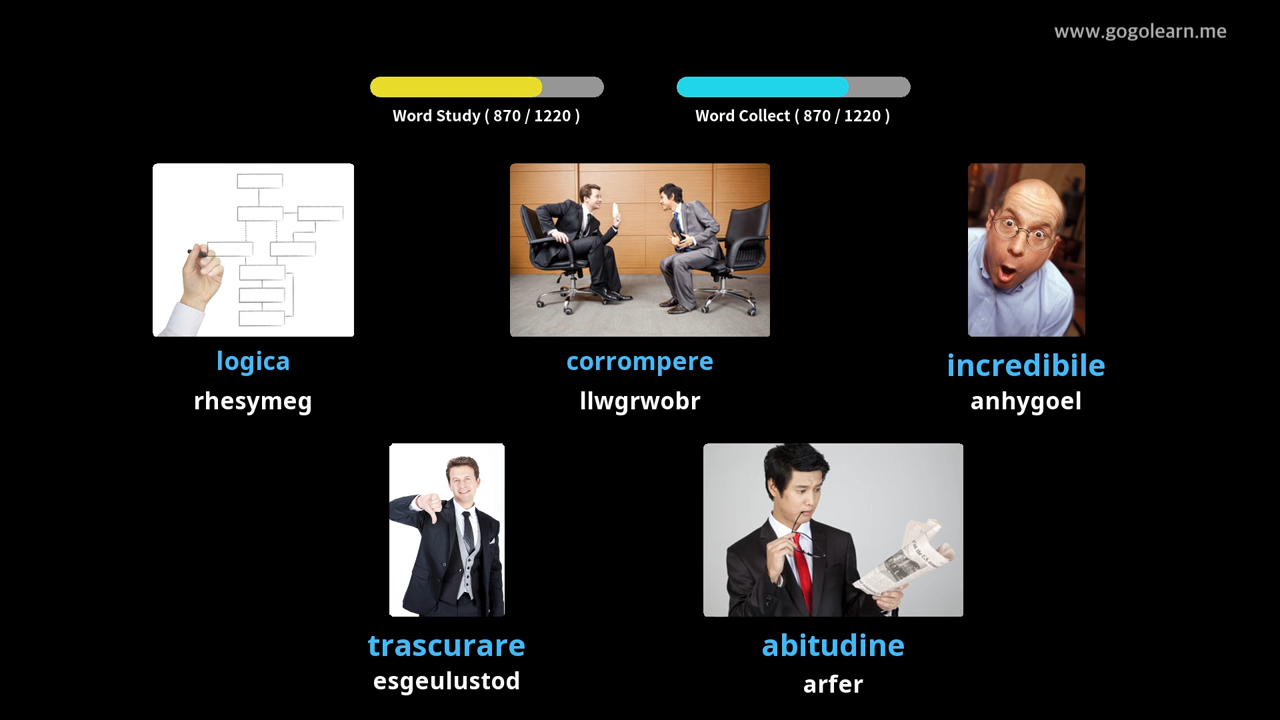 www.gogolearn.me
Word Study ( 870 / 1220 )
Word Collect ( 870 / 1220 )
logica
rhesymeg
corrompere
llwgrwobr
incredibile
anhygoel
trascurare
esgeulustod
abitudine
arfer